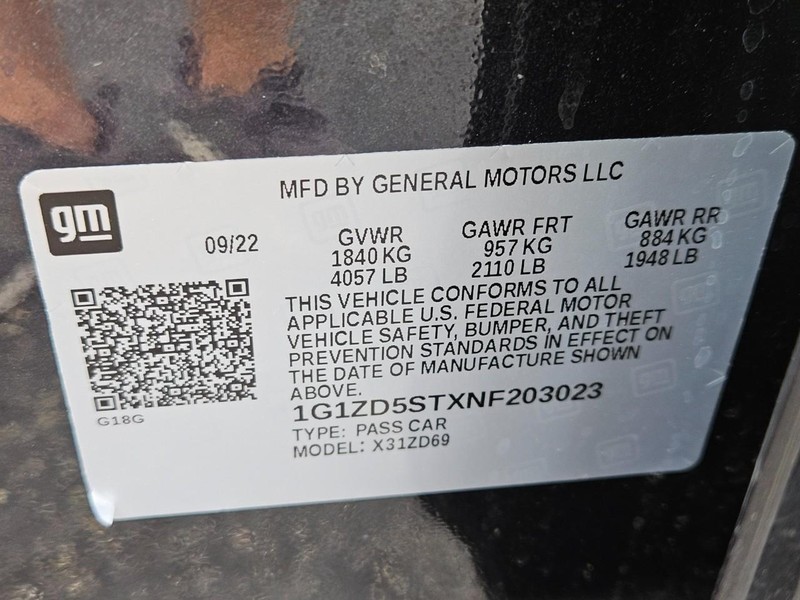 gm
MFD BY GENERAL MOTORS LLC
09/22
GVWR
1840 KG
4057 LB
GAWR FRT
957 KG
2110 LB
GAWR RR
884 KG
1948 LB
THIS VEHICLE CONFORMS TO ALL
APPLICABLE U.S. FEDERAL MOTOR
VEHICLE SAFETY, BUMPER, AND THEFT
PREVENTION STANDARDS IN EFFECT ON
THE DATE OF MANUFACTURE SHOWN
ABOVE.
1G1ZD5STXNF203023
TYPE: PASS CAR
MODEL: X31ZD69
G18G